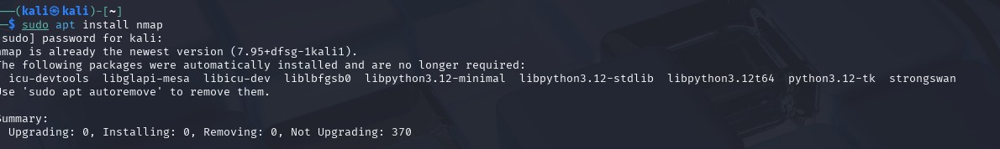 ──(kali㉿kali)-[~]
─$ sudo apt install nmap
sudo] password for kali:
nmap is already the newest version (7.95+dfsg-1kali1).
The following packages were automatically installed and are no longer required:
icu-devtools libglapi-mesa libicu-dev liblbfgsb0 libpython3.12-minimal libpython3.12-stdlib libpython3.12t64 python3.12-tk strongswan
Use 'sudo apt autoremove' to remove them.
Summary:
Upgrading: 0, Installing: 0, Removing: 0, Not Upgrading: 370